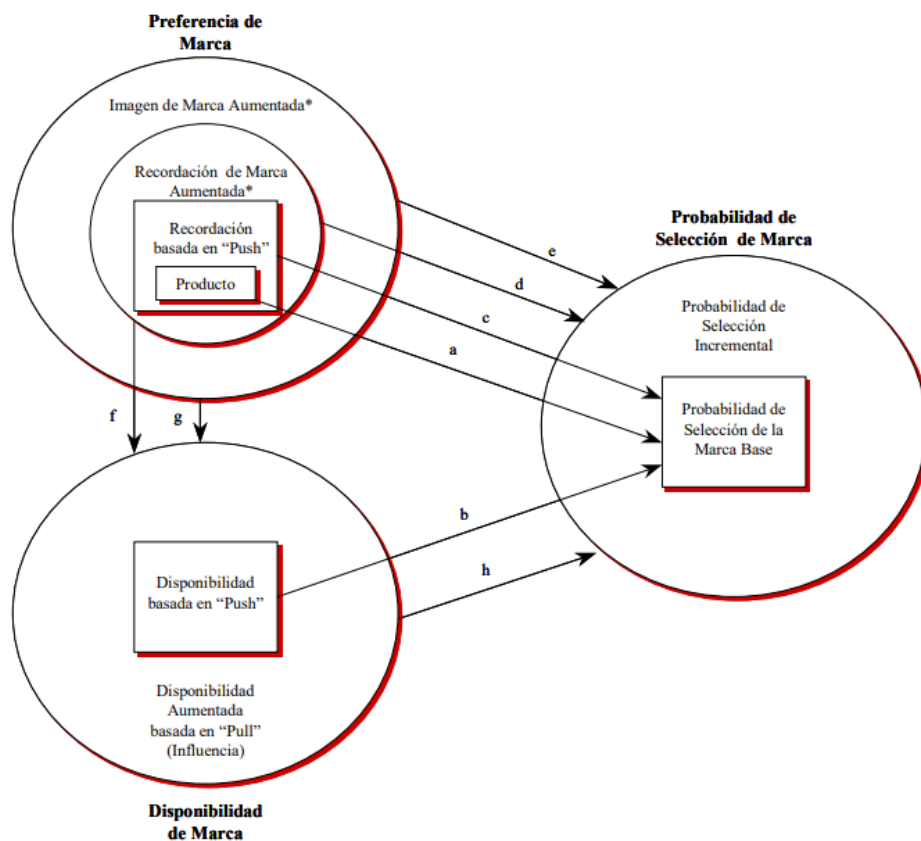 Preferencia de
Marca
Imagen de Marca Aumentada*
Recordación de Marca
Aumentada*
Recordación
basada en “Push”
Producto
Probabilidad de
Selección de Marca
e
d
c
a
Probabilidad de
Selección
Incremental
Probabilidad de
Selección de la
Marca Base
f
g
b
h
Disponibilidad
basada en “Push”
Disponibilidad
Aumentada
basada en “Pull”
(Influencia)
Disponibilidad
de Marca